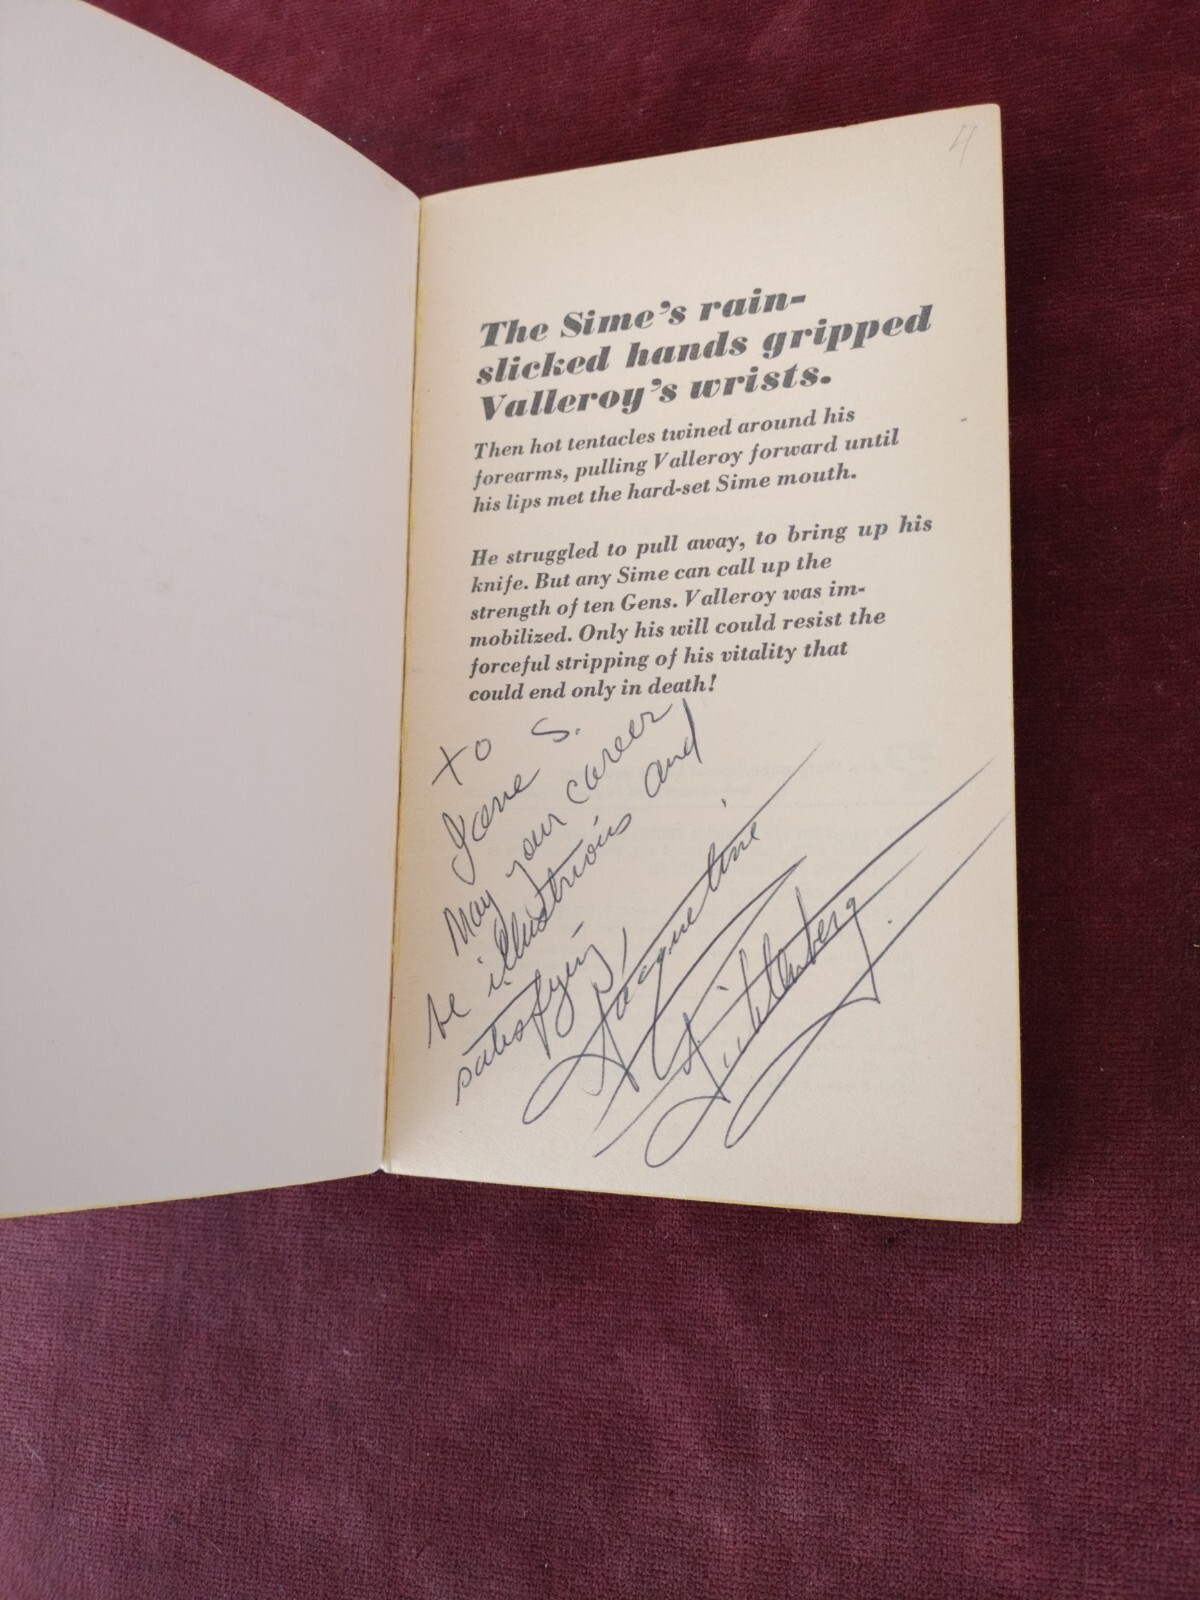 4
The Sime's rain-
slicked hands gripped
Valleroy's wrists.
Then hot tentacles twined around his
forearms, pulling Valleroy forward until
his lips met the hard-set Sime mouth.
He struggled to pull away, to bring up his
knife. But any Sime can call up the
strength of ten Gens. Valleroy was im-
mobilized. Only his will could resist the
forceful stripping of his vitality that
could end only in death!
to S.
Jane
May your career
be illustrious and
satisfying,
Jacqueline
Lichtenberg